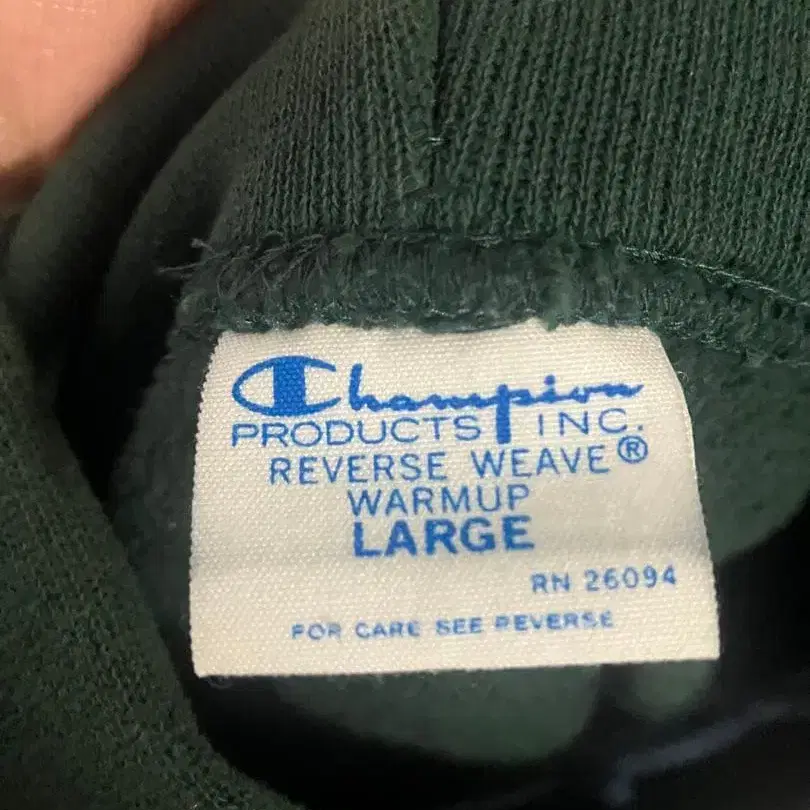 Champion
PRODUCTS INC.
REVERSE WEAVE®
WARMUP
LARGE
RN 26094
FOR CARE SEE REVERSE